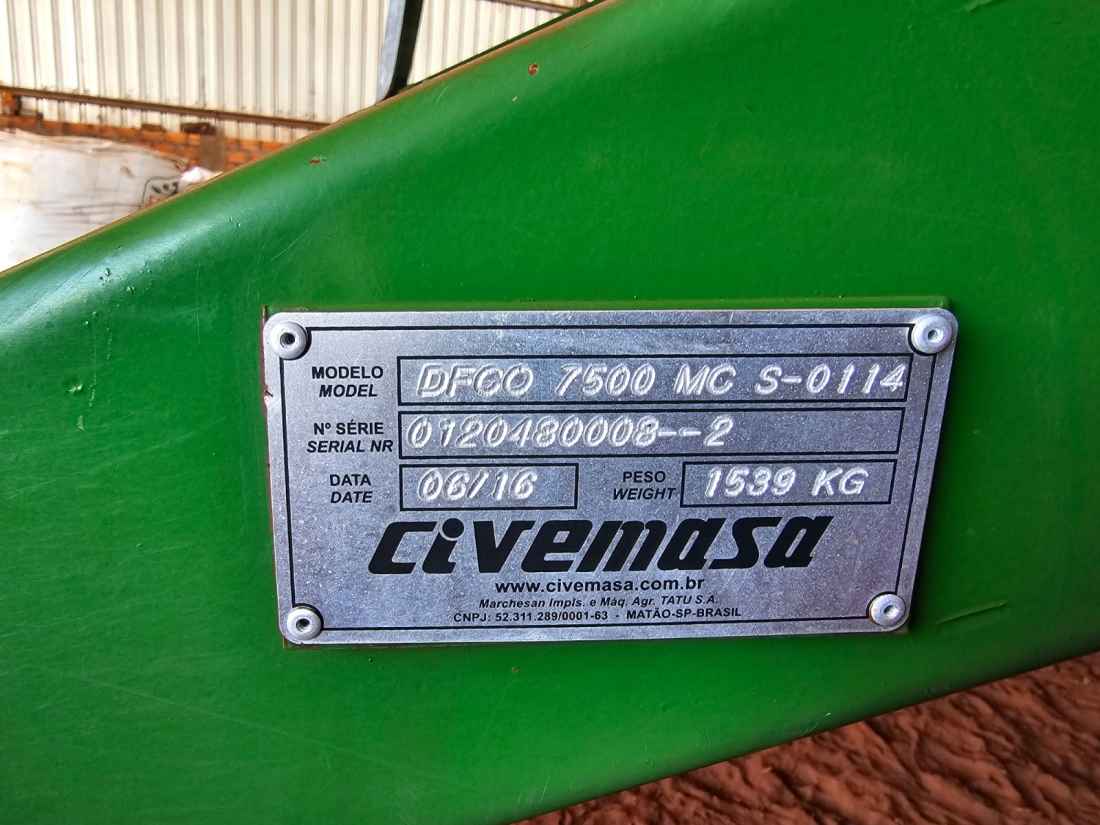 MODELO DFCO 7500 MC S-0114
MODEL
Nº SÉRIE 0120480008--2
SERIAL NR
DATA 06/16 PESO 1539 KG
DATE WEIGHT
civemasa
www.civemasa.com.br
Marchesan Impls. e Máq. Agr. TATU S.A.
CNPJ: 52.311.289/0001-63 - MATÃO-SP-BRASIL